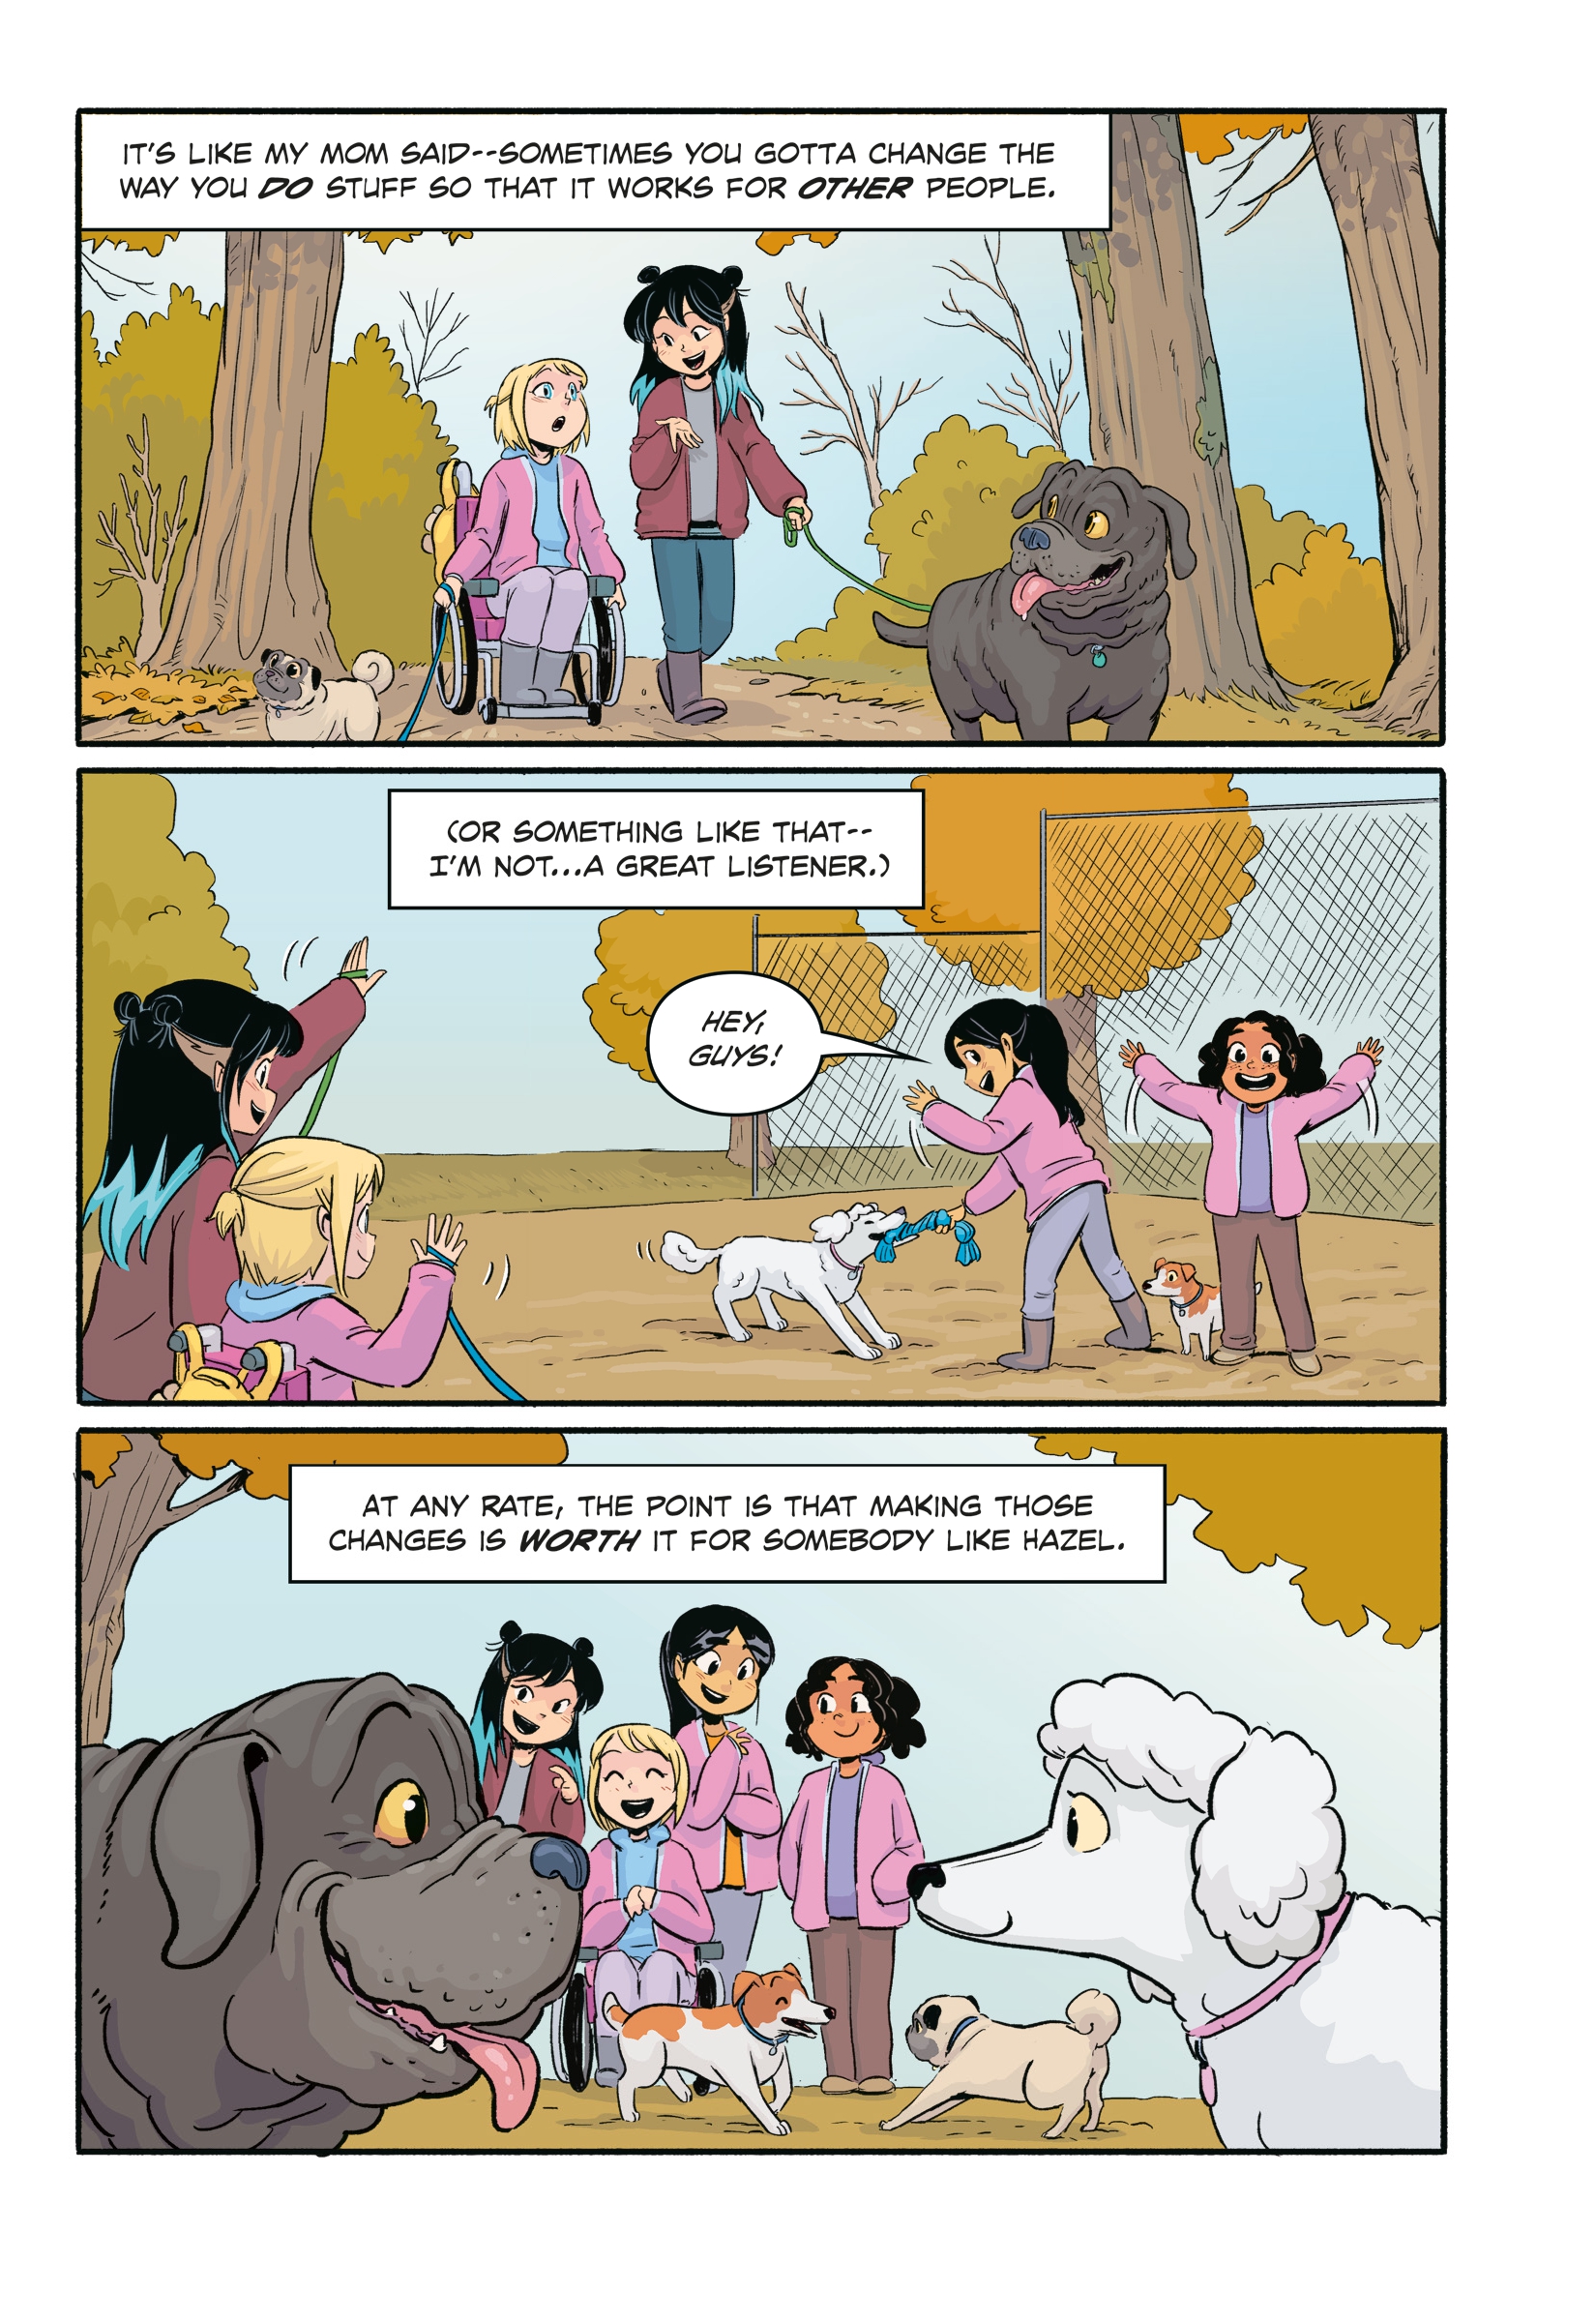 IT'S LIKE MY MOM SAID--SOMETIMES YOU GOTTA CHANGE THE
WAY YOU DO STUFF SO THAT IT WORKS FOR OTHER PEOPLE.
(OR SOMETHING LIKE THAT--
I'M NOT...A GREAT LISTENER.)
HEY,
GUYS!
AT ANY RATE, THE POINT IS THAT MAKING THOSE
CHANGES IS WORTH IT FOR SOMEBODY LIKE HAZEL.